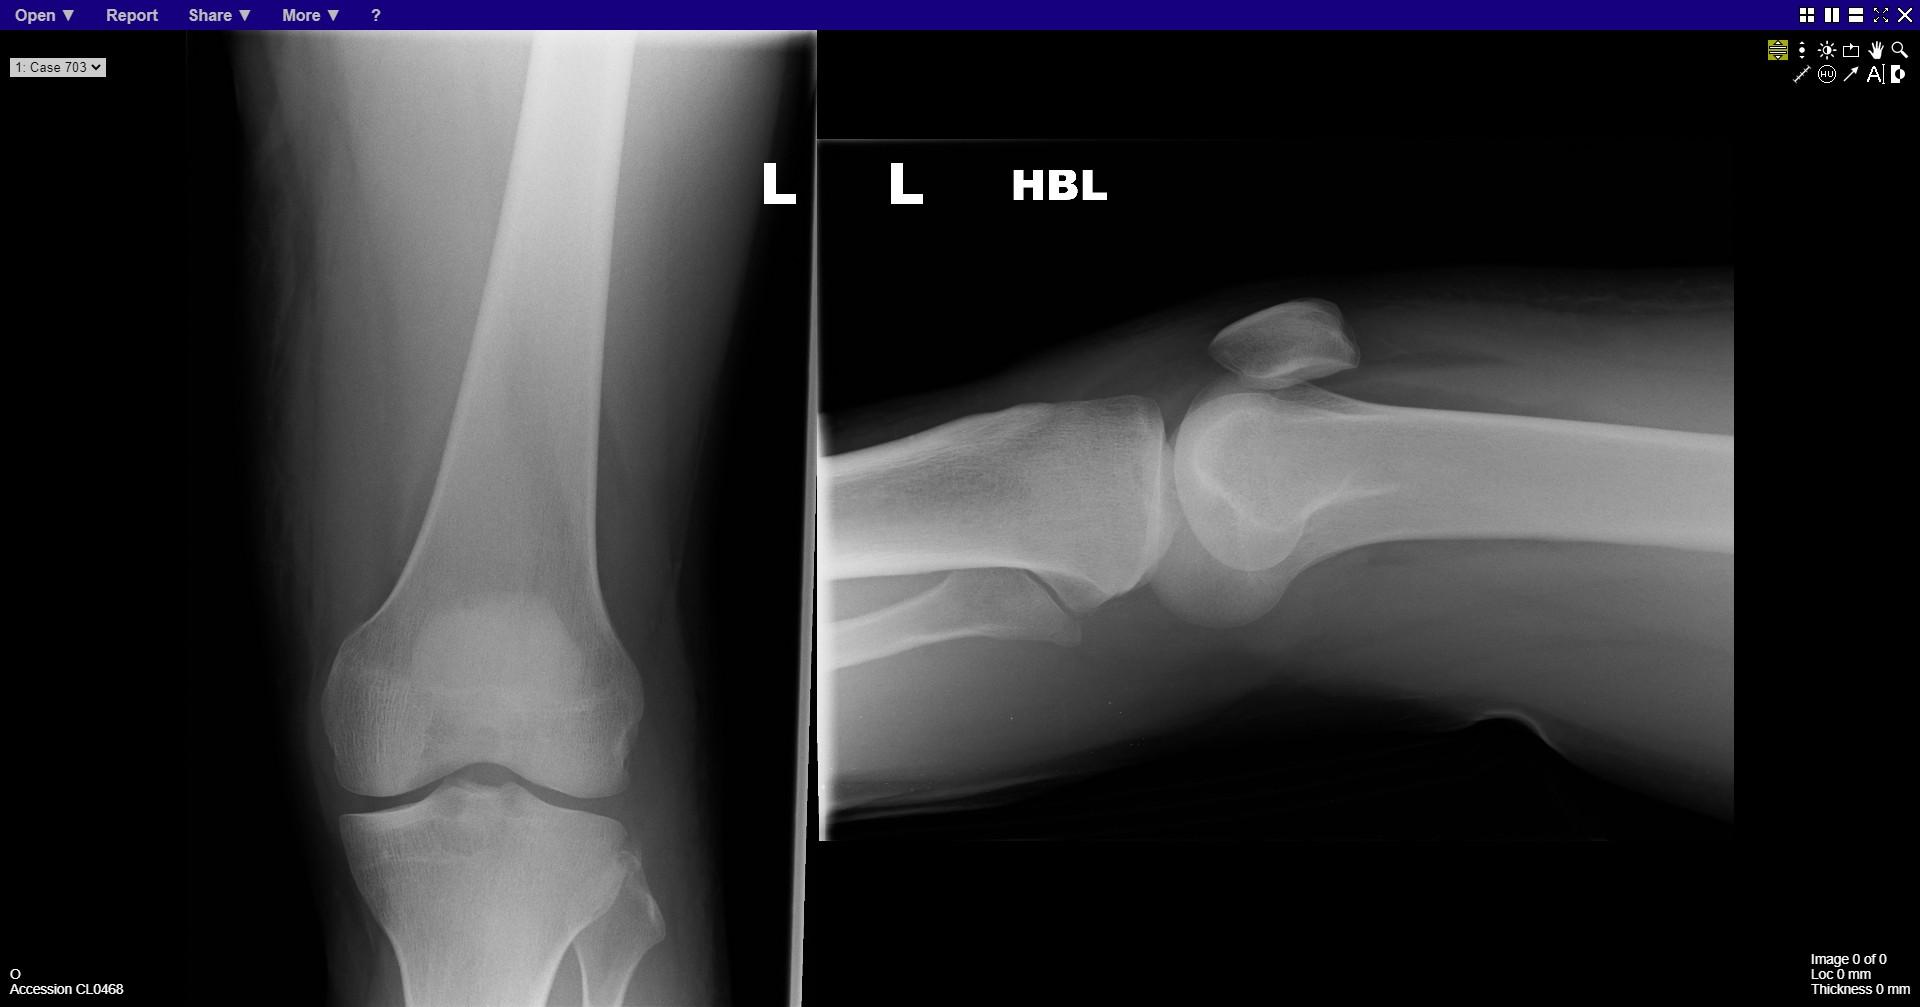 Open ▼ Report Share ▼ More ▼ ?
1: Case 703
L
L HBL
HU
A
O
Accession CL0468
Image 0 of 0
Loc 0 mm
Thickness 0 mm